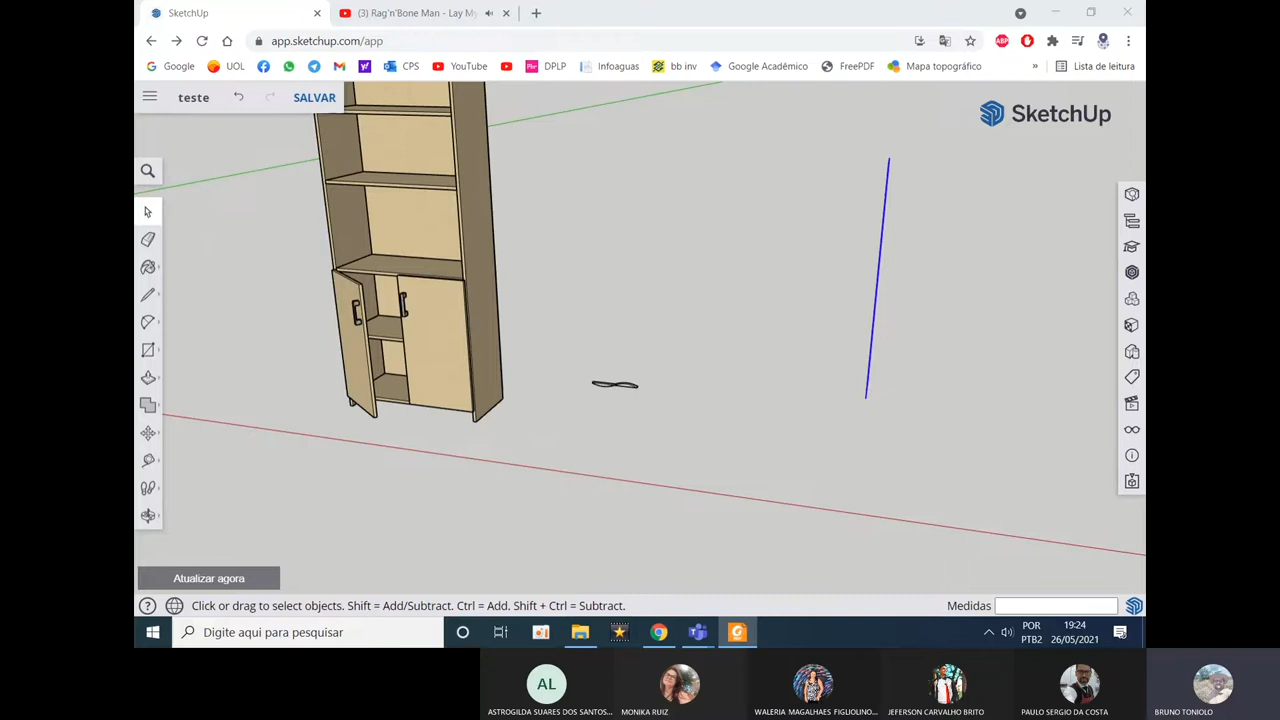 SketchUp
(3) Rag'n'Bone Man - Lay My
app.sketchup.com/app
ABP
Google
UOL
CPS
YouTube
DPLP
Infoaguas
bb inv
Google Acadêmico
FreePDF
Mapa topográfico
»
Lista de leitura
teste
SALVAR
SketchUp
Atualizar agora
Click or drag to select objects. Shift = Add/Subtract. Ctrl = Add. Shift + Ctrl = Subtract.
Medidas
Digite aqui para pesquisar
POR
PTB2
19:24
26/05/2021
AL
ASTROGILDA SUARES DOS SANTOS...
MONIKA RUIZ
WALERIA MAGALHAES FIGLIOLINO...
JEFERSON CARVALHO BRITO
PAULO SERGIO DA COSTA
BRUNO TONIOLO